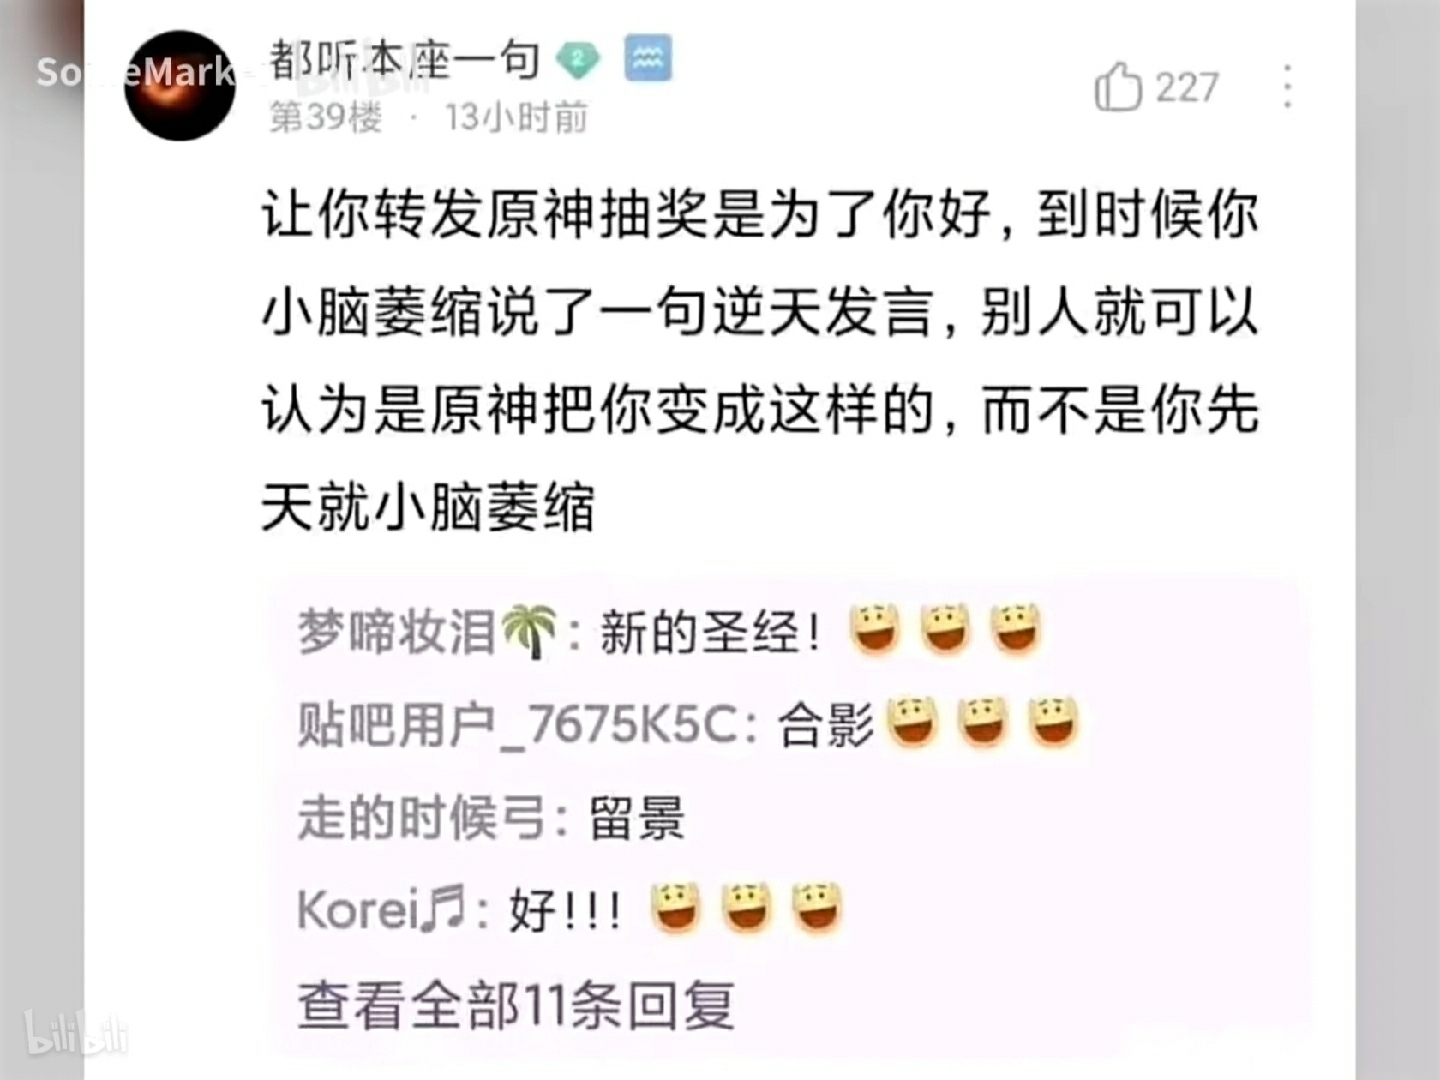 SomeMark
都听本座一句 2
bilibili
第39楼 · 13小时前
227
让你转发原神抽奖是为了你好,到时候你
小脑萎缩说了一句逆天发言,别人就可以
认为是原神把你变成这样的,而不是你先
天就小脑萎缩
梦啼妆泪🌴:新的圣经!
贴吧用户_7675K5C:合影
走的时候弓:留景
Korei🎵:好!!!
查看全部11条回复
bilibili